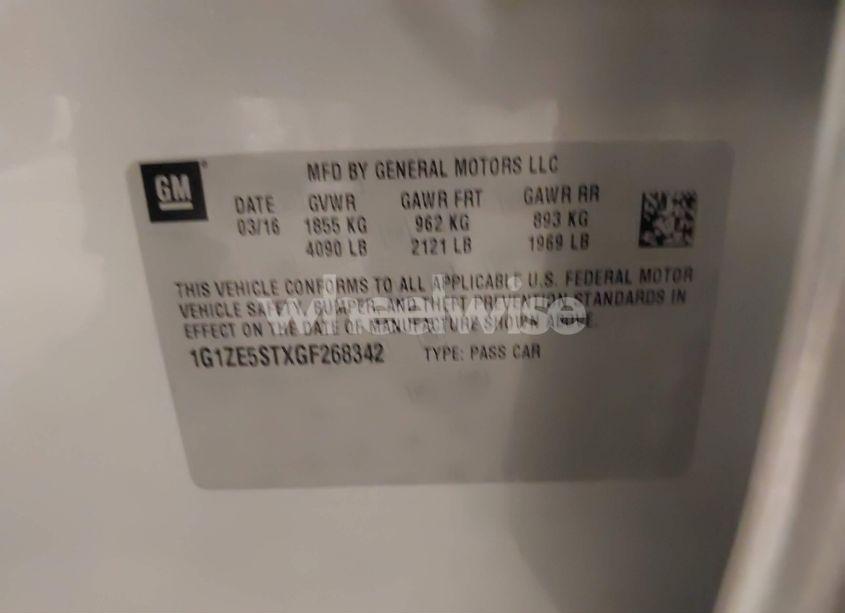 GM
MFD BY GENERAL MOTORS LLC
DATE GVWR GAWR FRT GAWR RR
03/16 1855 KG 962 KG 893 KG
4090 LB 2121 LB 1969 LB
THIS VEHICLE CONFORMS TO ALL APPLICABLE U.S. FEDERAL MOTOR
VEHICLE SAFETY, BUMPER, AND THEFT PREVENTION STANDARDS IN
EFFECT ON THE DATE OF MANUFACTURE SHOWN ABOVE.
1G1ZE5STXGF268342 TYPE: PASS CAR